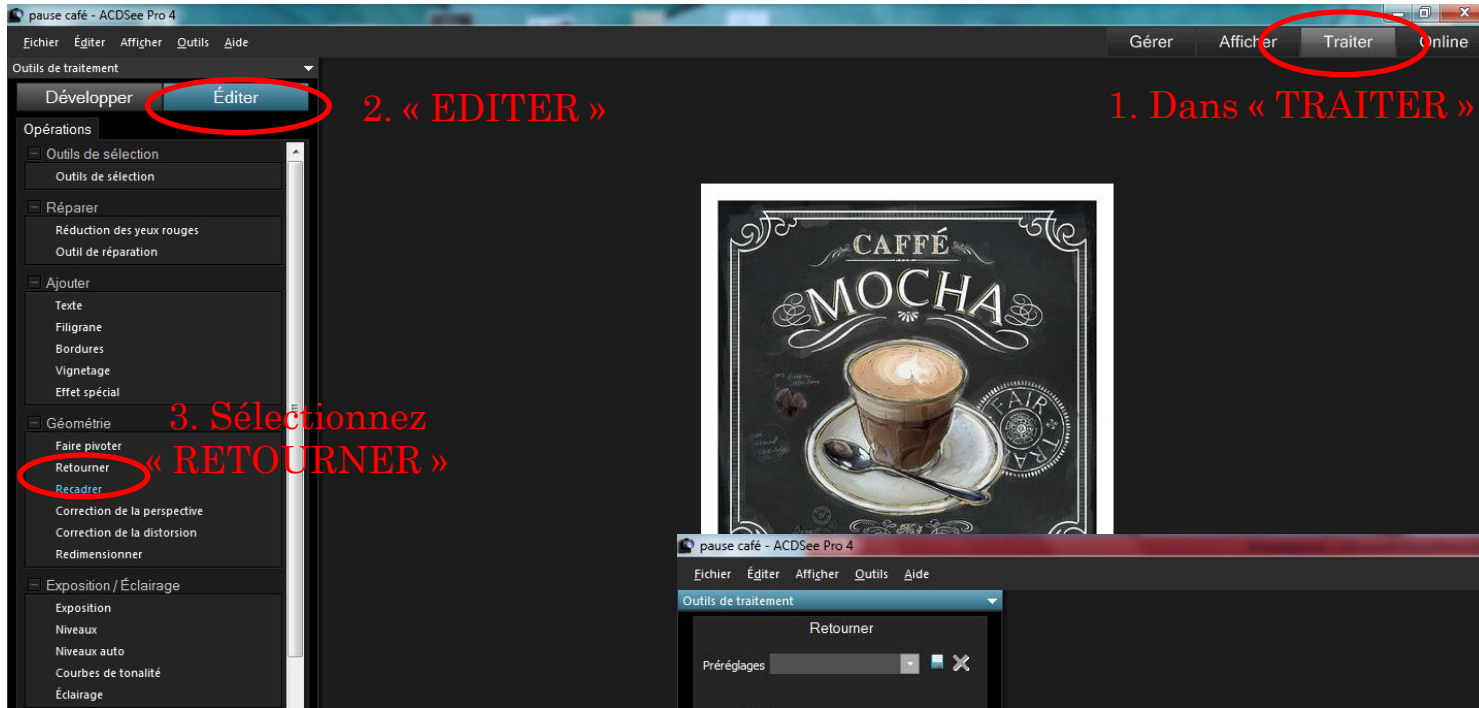 pause café - ACDSee Pro 4
Fichier Éditer Afficher Outils Aide
Gérer Afficher Traiter Online
Outils de traitement
Développer Éditer
2. « EDITER »
1. Dans « TRAITER »
Opérations
Outils de sélection
Outils de sélection
Réparer
Réduction des yeux rouges
Outil de réparation
Ajouter
Texte
Filigrane
Bordures
Vignetage
Effet spécial
Géométrie
3. Sélectionnez
« RETOURNER »
Faire pivoter
Retourner
Recadrer
Correction de la perspective
Correction de la distorsion
Redimensionner
Exposition / Éclairage
Exposition
Niveaux
Niveaux auto
Courbes de tonalité
Éclairage
CAFFÉ
MOCHA
FAIR TRA
No.4
pause café - ACDSee Pro 4
Fichier Éditer Afficher Outils Aide
Outils de traitement
Retourner
Préréglages